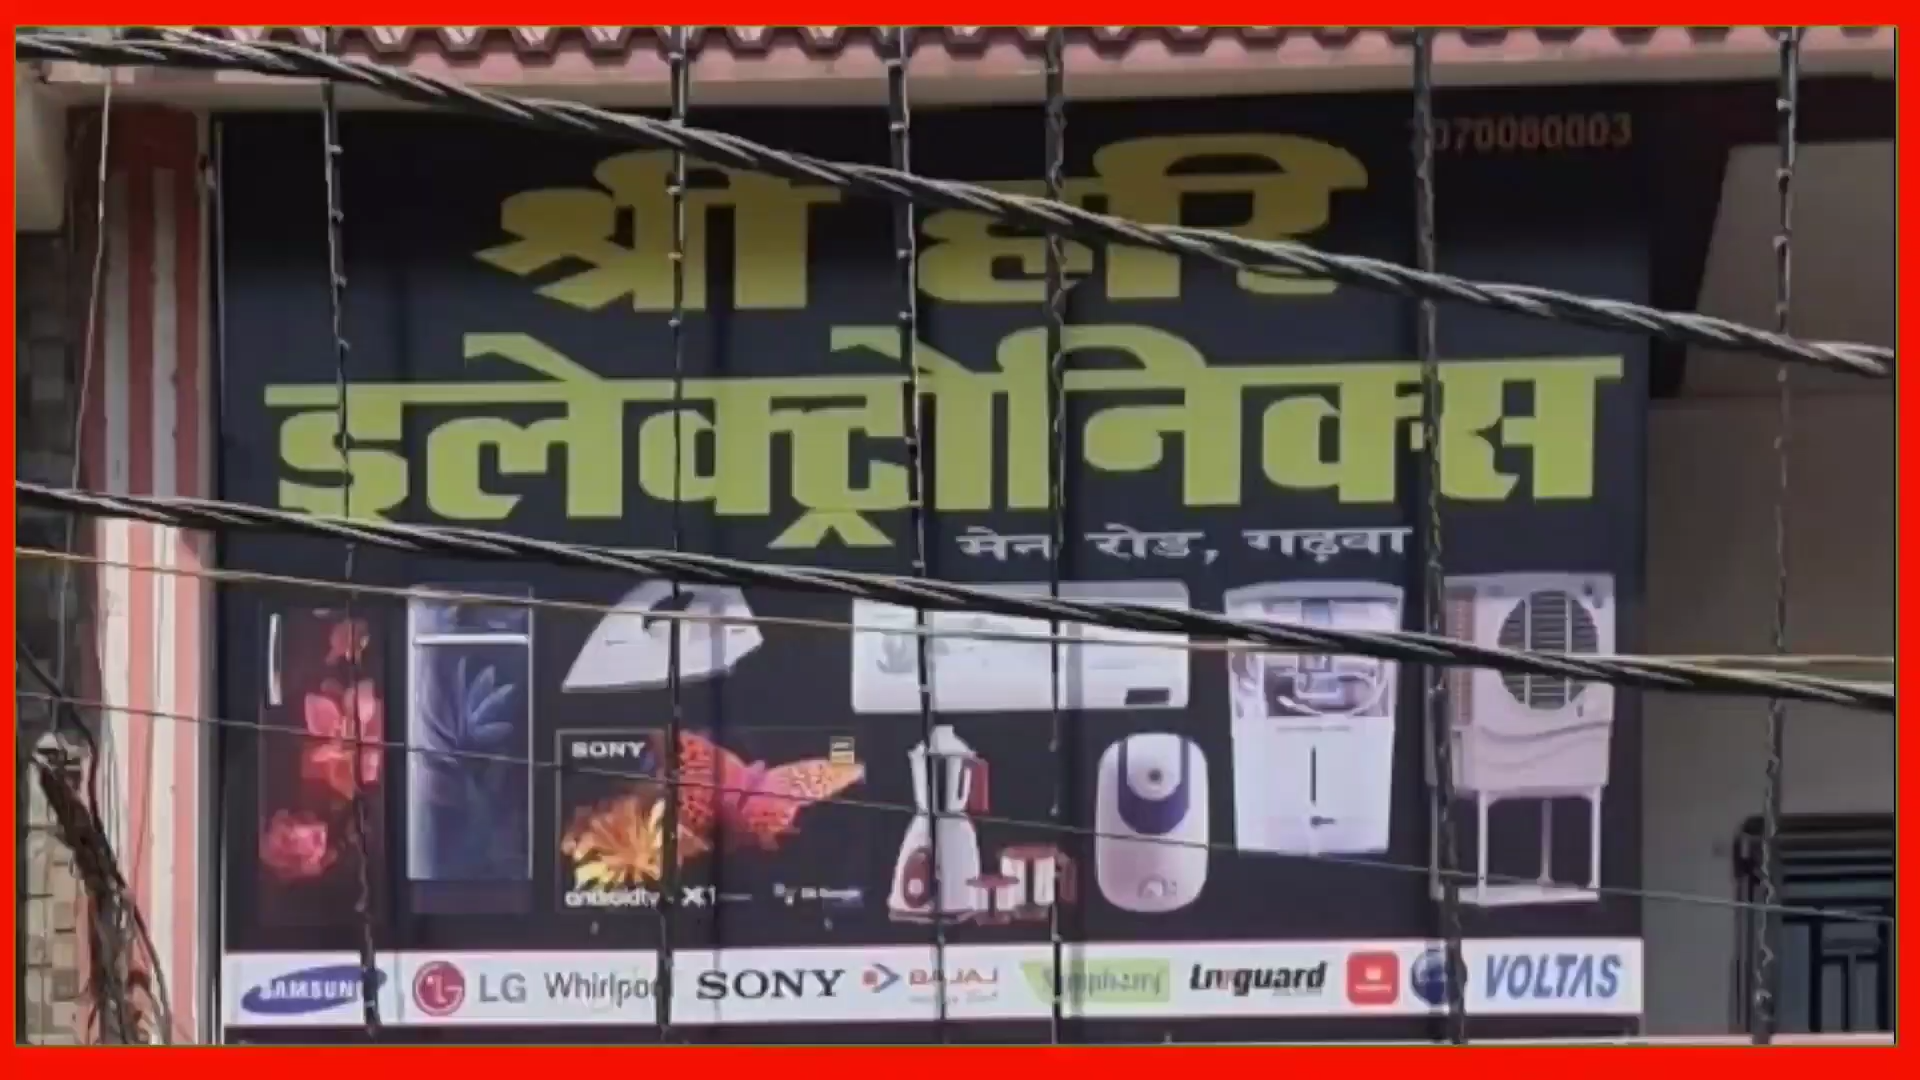 श्री हरि
इलेक्ट्रोनिक्स
मेन रोड, गढ़वा
SONY
androidtv X1
SAMSUNG LG Whirlpool SONY BAJAJ Symphony Livguard VOLTAS